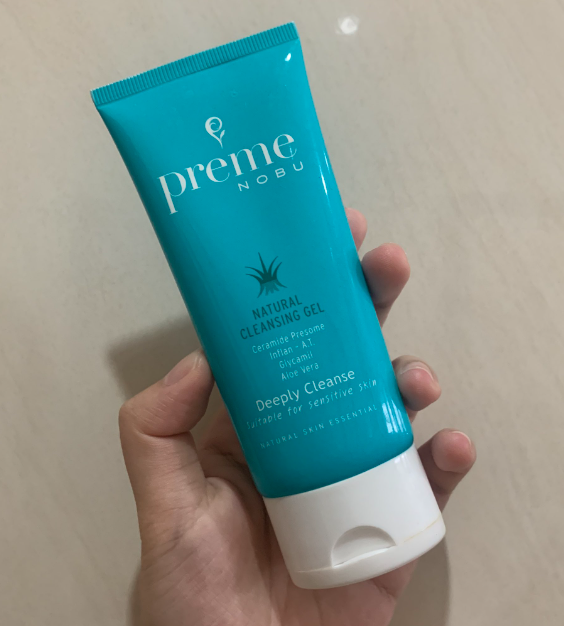 preme
NOBU
NATURAL
CLEANSING GEL
Ceramide Presome
Inflan - A.T.
Glycamil
Aloe Vera
Deeply Cleanse
Suitable for sensitive skin
NATURAL SKIN ESSENTIAL